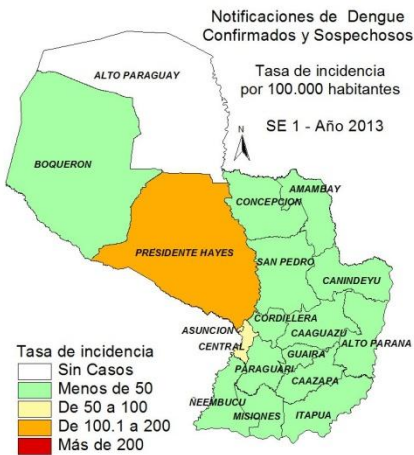 Notificaciones de Dengue
Confirmados y Sospechosos
Tasa de incidencia
por 100.000 habitantes
SE 1 - Año 2013
N
ALTO PARAGUAY
BOQUERON
AMAMBAY
CONCEPCION
PRESIDENTE HAYES
SAN PEDRO
CANINDEYU
CORDILLERA
ASUNCION
CAAGUAZU
CENTRAL
ALTO PARANA
GUAIRA
PARAGUARI
CAAZAPA
ÑEEMBUCU
MISIONES
ITAPUA
Tasa de incidencia
Sin Casos
Menos de 50
De 50 a 100
De 100.1 a 200
Más de 200